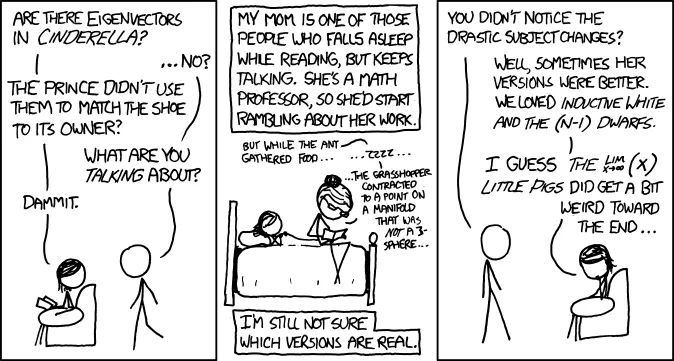 ARE THERE EIGENVECTORS
IN CINDERELLA?
...NO?
THE PRINCE DIDN'T USE
THEM TO MATCH THE SHOE
TO ITS OWNER?
WHAT ARE YOU
TALKING ABOUT?
DAMMIT.
MY MOM IS ONE OF THOSE
PEOPLE WHO FALLS ASLEEP
WHILE READING, BUT KEEPS
TALKING. SHE'S A MATH
PROFESSOR, SO SHE'D START
RAMBLING ABOUT HER WORK.
BUT WHILE THE ANT
GATHERED FOOD...
...ZZZZ...
...THE GRASSHOPPER
CONTRACTED
TO A POINT ON
A MANIFOLD
THAT WAS
NOT A 3-
SPHERE...
I'M STILL NOT SURE
WHICH VERSIONS ARE REAL.
YOU DIDN'T NOTICE THE
DRASTIC SUBJECT CHANGES?
WELL, SOMETIMES HER
VERSIONS WERE BETTER.
WE LOVED INDUCTIVE WHITE
AND THE (N-1) DWARFS.
I GUESS THE LIM X→∞ (X)
LITTLE PIGS DID GET A BIT
WEIRD TOWARD
THE END...